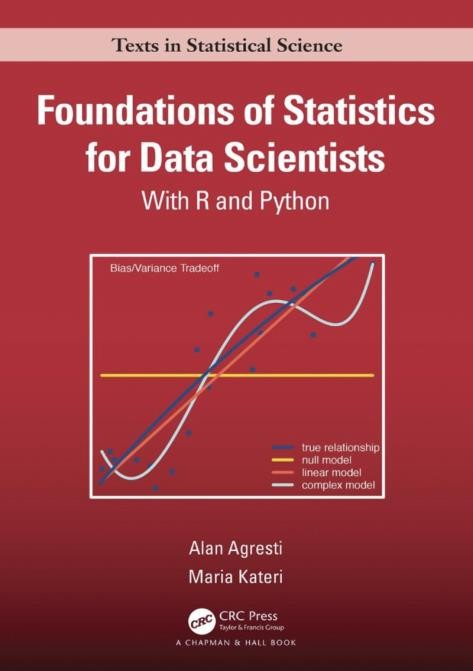 Texts in Statistical Science
Foundations of Statistics
for Data Scientists
With R and Python
Bias/Variance Tradeoff
true relationship
null model
linear model
complex model
Alan Agresti
Maria Kateri
CRC
CRC Press
Taylor & Francis Group
A CHAPMAN & HALL BOOK